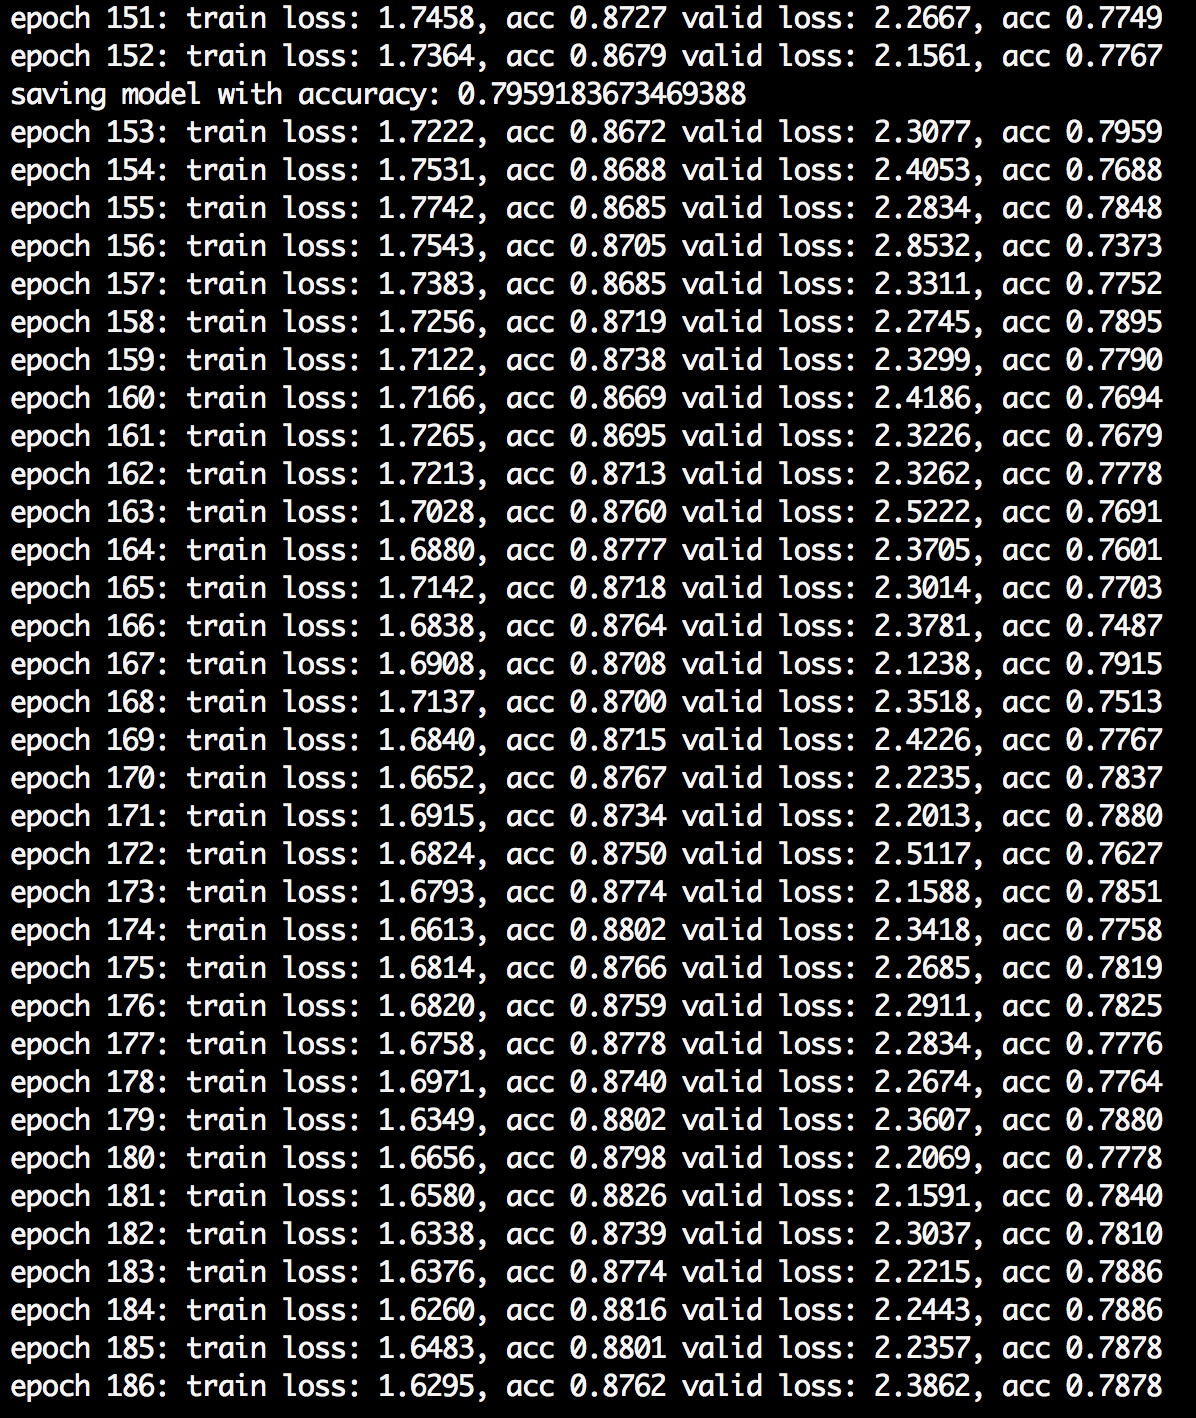 epoch 151: train loss: 1.7458, acc 0.8727 valid loss: 2.2667, acc 0.7749
epoch 152: train loss: 1.7364, acc 0.8679 valid loss: 2.1561, acc 0.7767
saving model with accuracy: 0.7959183673469388
epoch 153: train loss: 1.7222, acc 0.8672 valid loss: 2.3077, acc 0.7959
epoch 154: train loss: 1.7531, acc 0.8688 valid loss: 2.4053, acc 0.7688
epoch 155: train loss: 1.7742, acc 0.8685 valid loss: 2.2834, acc 0.7848
epoch 156: train loss: 1.7543, acc 0.8705 valid loss: 2.8532, acc 0.7373
epoch 157: train loss: 1.7383, acc 0.8685 valid loss: 2.3311, acc 0.7752
epoch 158: train loss: 1.7256, acc 0.8719 valid loss: 2.2745, acc 0.7895
epoch 159: train loss: 1.7122, acc 0.8738 valid loss: 2.3299, acc 0.7790
epoch 160: train loss: 1.7166, acc 0.8669 valid loss: 2.4186, acc 0.7694
epoch 161: train loss: 1.7265, acc 0.8695 valid loss: 2.3226, acc 0.7679
epoch 162: train loss: 1.7213, acc 0.8713 valid loss: 2.3262, acc 0.7778
epoch 163: train loss: 1.7028, acc 0.8760 valid loss: 2.5222, acc 0.7691
epoch 164: train loss: 1.6880, acc 0.8777 valid loss: 2.3705, acc 0.7601
epoch 165: train loss: 1.7142, acc 0.8718 valid loss: 2.3014, acc 0.7703
epoch 166: train loss: 1.6838, acc 0.8764 valid loss: 2.3781, acc 0.7487
epoch 167: train loss: 1.6908, acc 0.8708 valid loss: 2.1238, acc 0.7915
epoch 168: train loss: 1.7137, acc 0.8700 valid loss: 2.3518, acc 0.7513
epoch 169: train loss: 1.6840, acc 0.8715 valid loss: 2.4226, acc 0.7767
epoch 170: train loss: 1.6652, acc 0.8767 valid loss: 2.2235, acc 0.7837
epoch 171: train loss: 1.6915, acc 0.8734 valid loss: 2.2013, acc 0.7880
epoch 172: train loss: 1.6824, acc 0.8750 valid loss: 2.5117, acc 0.7627
epoch 173: train loss: 1.6793, acc 0.8774 valid loss: 2.1588, acc 0.7851
epoch 174: train loss: 1.6613, acc 0.8802 valid loss: 2.3418, acc 0.7758
epoch 175: train loss: 1.6814, acc 0.8766 valid loss: 2.2685, acc 0.7819
epoch 176: train loss: 1.6820, acc 0.8759 valid loss: 2.2911, acc 0.7825
epoch 177: train loss: 1.6758, acc 0.8778 valid loss: 2.2834, acc 0.7776
epoch 178: train loss: 1.6971, acc 0.8740 valid loss: 2.2674, acc 0.7764
epoch 179: train loss: 1.6349, acc 0.8802 valid loss: 2.3607, acc 0.7880
epoch 180: train loss: 1.6656, acc 0.8798 valid loss: 2.2069, acc 0.7778
epoch 181: train loss: 1.6580, acc 0.8826 valid loss: 2.1591, acc 0.7840
epoch 182: train loss: 1.6338, acc 0.8739 valid loss: 2.3037, acc 0.7810
epoch 183: train loss: 1.6376, acc 0.8774 valid loss: 2.2215, acc 0.7886
epoch 184: train loss: 1.6260, acc 0.8816 valid loss: 2.2443, acc 0.7886
epoch 185: train loss: 1.6483, acc 0.8801 valid loss: 2.2357, acc 0.7878
epoch 186: train loss: 1.6295, acc 0.8762 valid loss: 2.3862, acc 0.7878